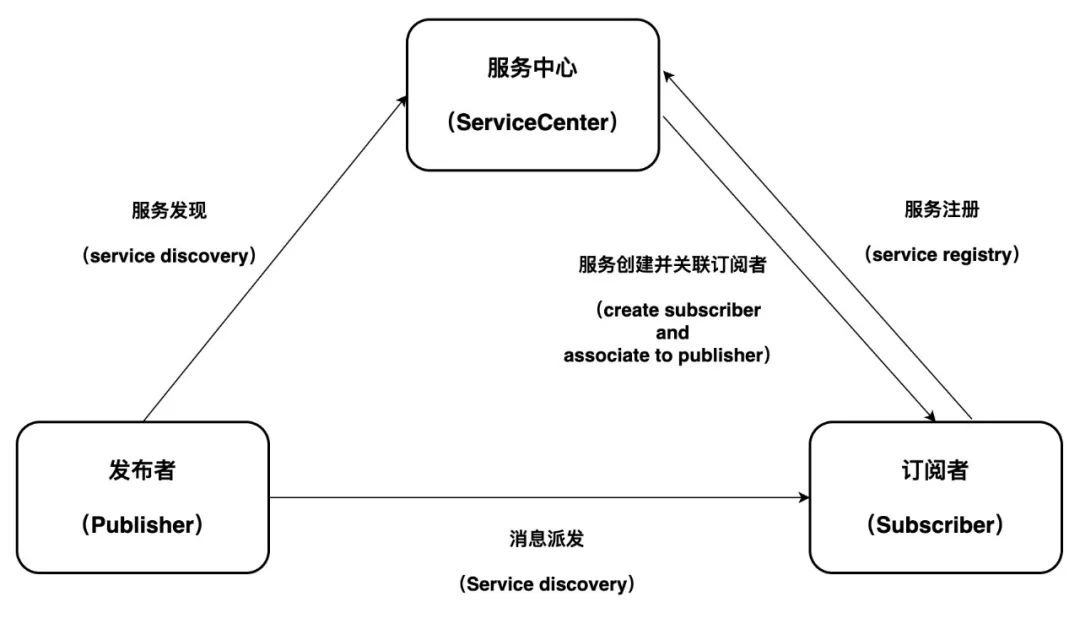 服务中心
（ServiceCenter）
服务发现
（service discovery）
服务注册
（service registry）
服务创建并关联订阅者
（create subscriber
and
associate to publisher）
发布者
（Publisher）
订阅者
（Subscriber）
消息派发
（Service discovery）